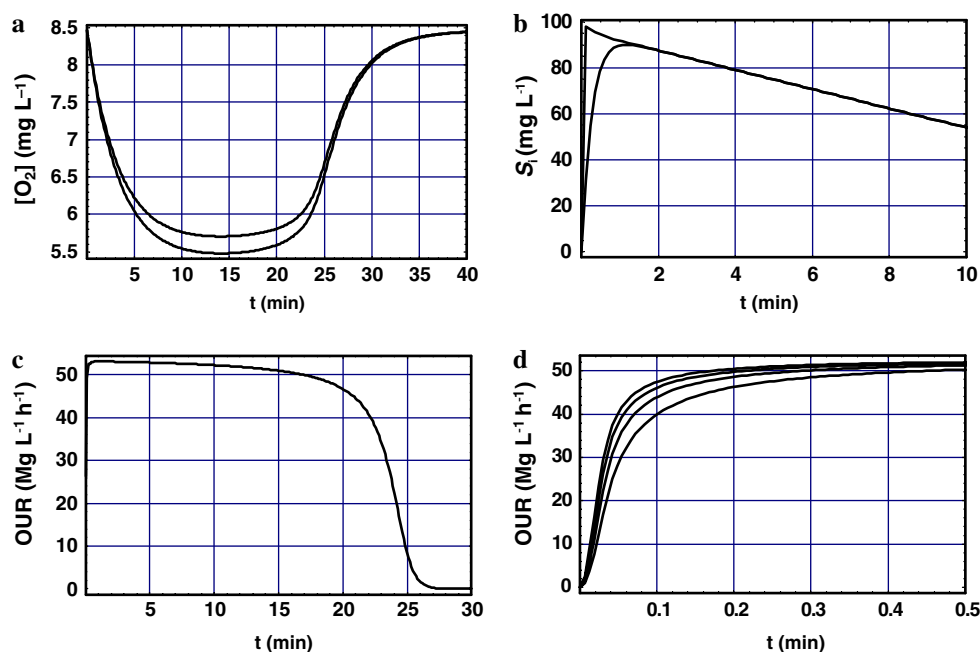 a
8.5
8
7.5
7
6.5
6
5.5
[O₂] (mg L⁻¹)
5 10 15 20 25 30 35 40
t (min)
b
100
80
60
40
20
0
Sᵢ (mg L⁻¹)
2 4 6 8 10
t (min)
c
50
40
30
20
10
0
OUR (Mg L⁻¹ h⁻¹)
5 10 15 20 25 30
t (min)
d
50
40
30
20
10
0
OUR (Mg L⁻¹ h⁻¹)
0.1 0.2 0.3 0.4 0.5
t (min)